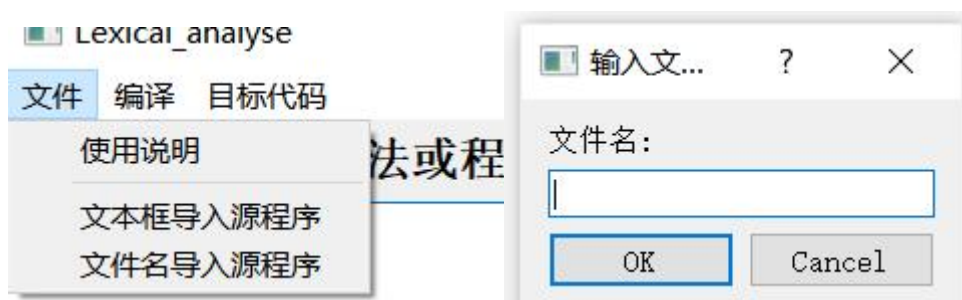 Lexical_analyse
文件 编译 目标代码
使用说明
法或程
文本框导入源程序
文件名导入源程序
输入文... ? ×
文件名:
OK Cancel